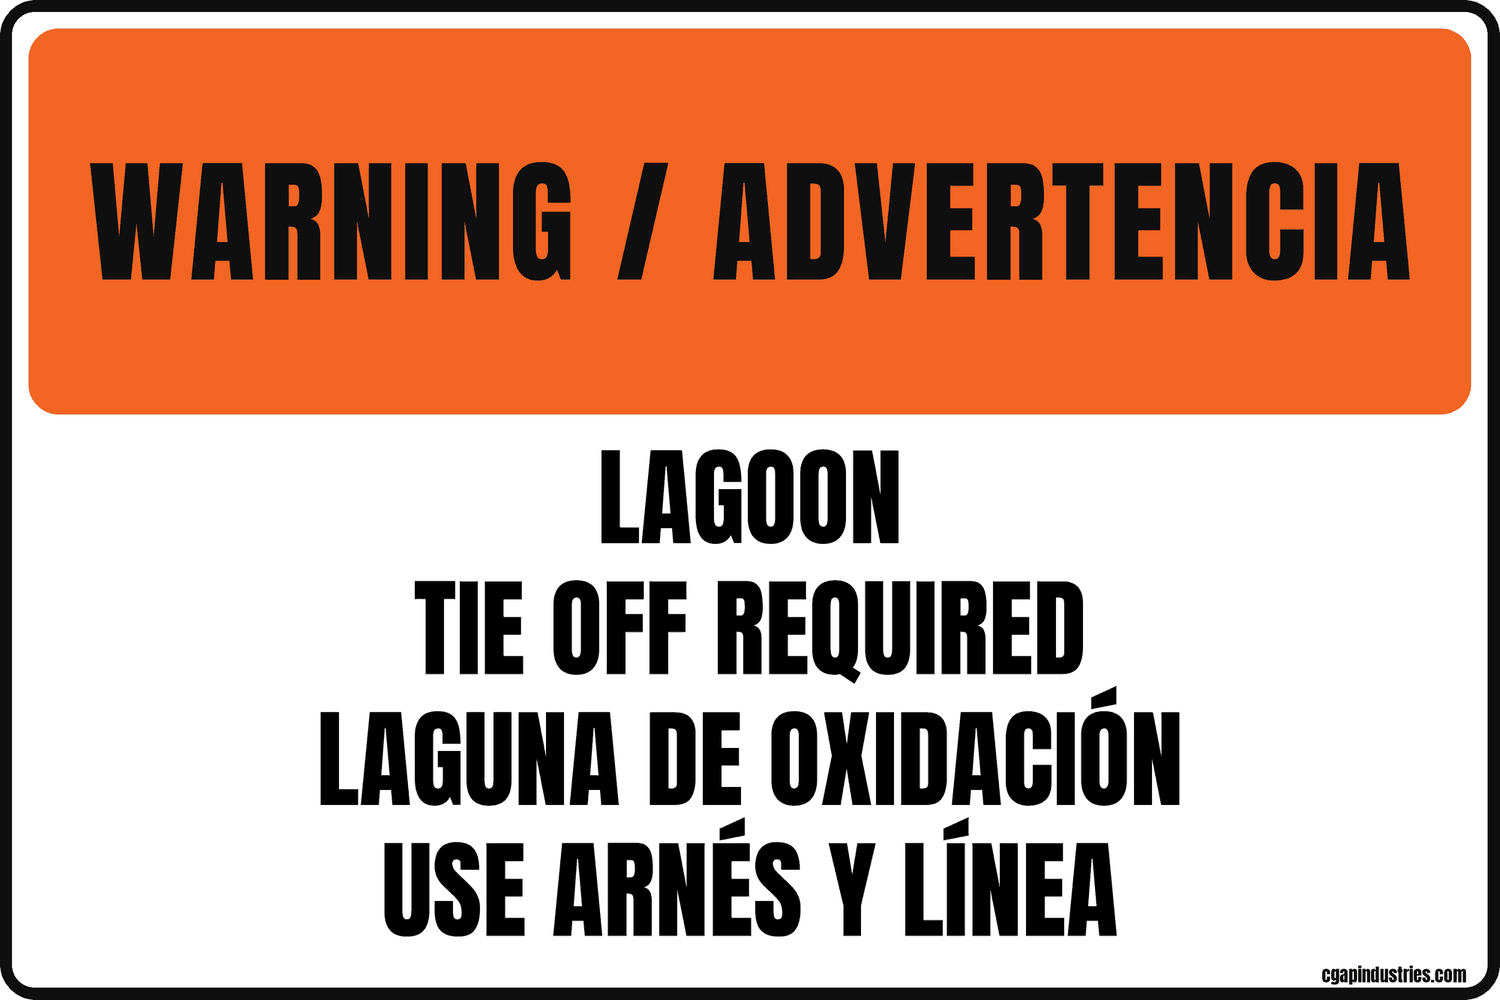 WARNING / ADVERTENCIA
LAGOON
TIE OFF REQUIRED
LAGUNA DE OXIDACIÓN
USE ARNÉS Y LÍNEA
cgapindustries.com